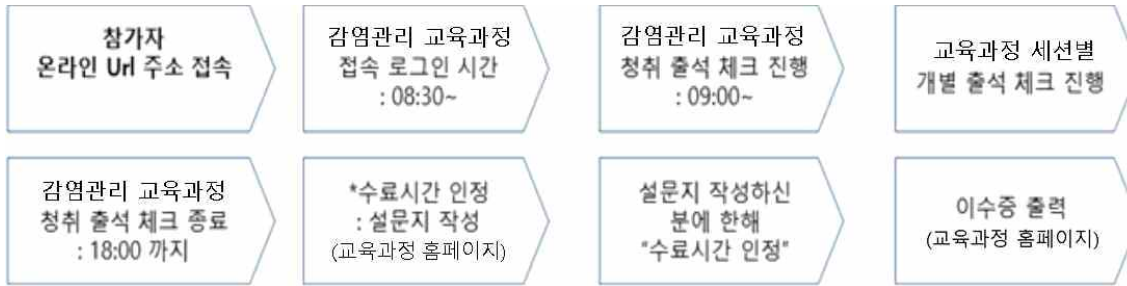 참가자
온라인 Url 주소 접속
감염관리 교육과정
접속 로그인 시간
: 08:30~
감염관리 교육과정
청취 출석 체크 진행
: 09:00~
교육과정 세션별
개별 출석 체크 진행
감염관리 교육과정
청취 출석 체크 종료
: 18:00 까지
*수료시간 인정
: 설문지 작성
(교육과정 홈페이지)
설문지 작성하신
분에 한해
"수료시간 인정"
이수증 출력
(교육과정 홈페이지)